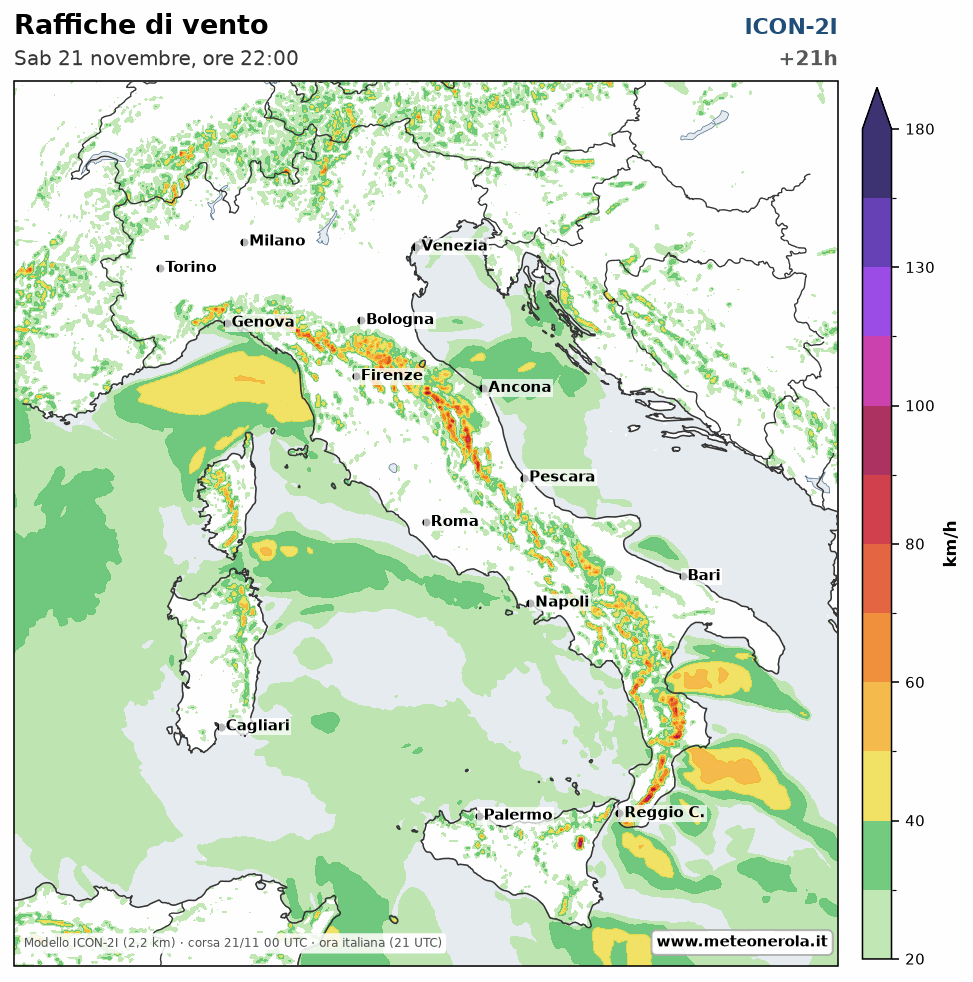 Raffiche di vento
ICON-2I
Sab 21 novembre, ore 22:00
+21h
180
130
100
80
60
40
20
km/h
Milano
Venezia
Torino
Genova
Bologna
Firenze
Ancona
Pescara
Roma
Bari
Napoli
Cagliari
Palermo
Reggio C.
Modello ICON-2I (2,2 km) · corsa 21/11 00 UTC · ora italiana (21 UTC)
www.meteonerola.it